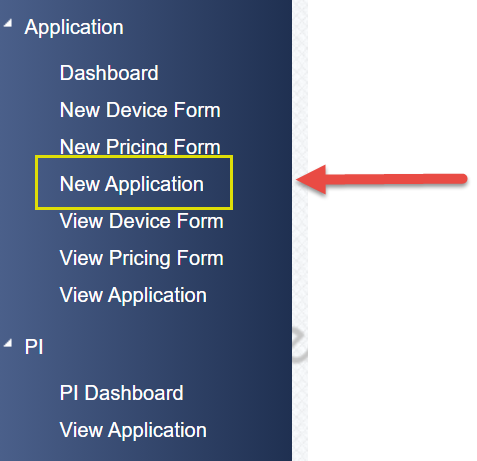 Application
Dashboard
New Device Form
New Pricing Form
New Application
View Device Form
View Pricing Form
View Application
PI
PI Dashboard
View Application